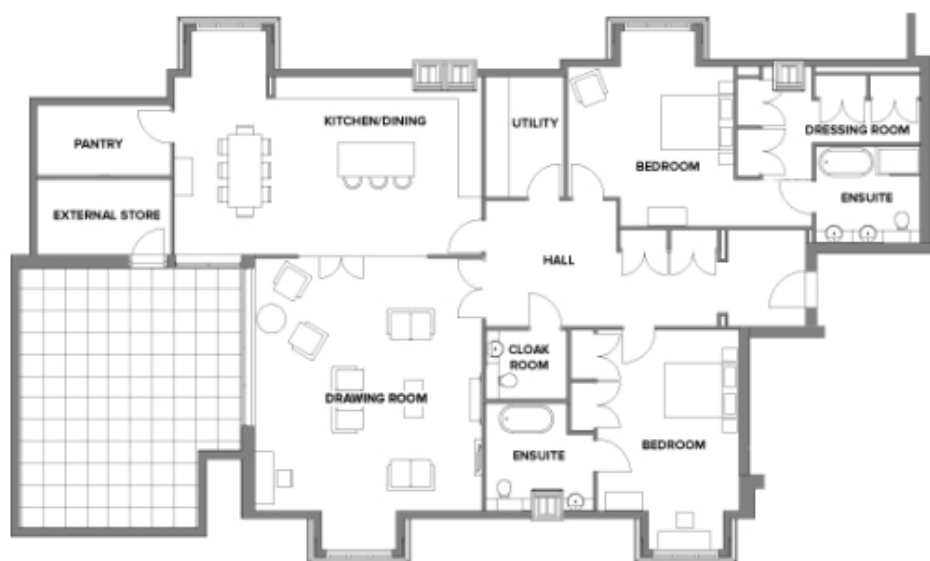 KITCHEN/DINING
UTILITY
PANTRY
BEDROOM
DRESSING ROOM
EXTERNAL STORE
ENSUITE
HALL
CLOAK
ROOM
DRAWING ROOM
ENSUITE
BEDROOM